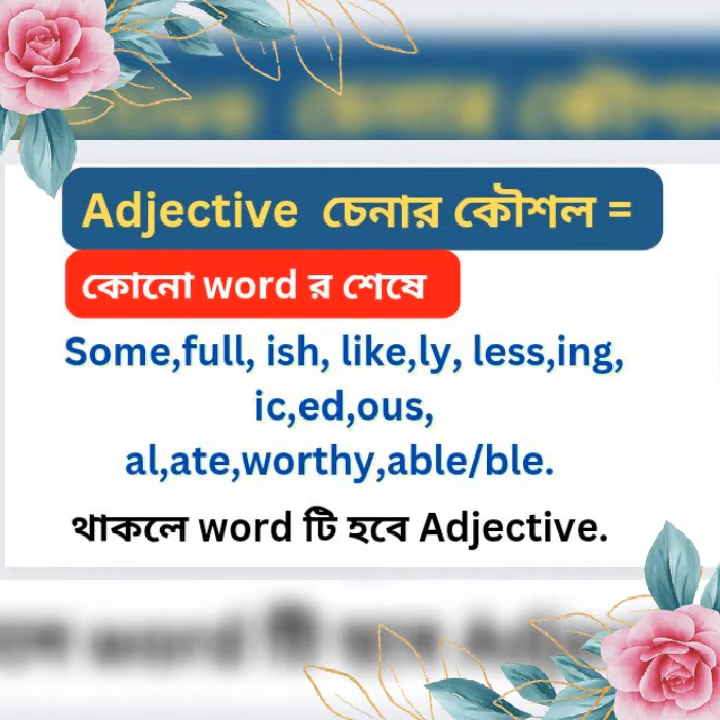 Adjective চেনার কৌশল =
কোনো word র শেষে
Some,full, ish, like,ly, less,ing,
ic,ed,ous,
al,ate,worthy,able/ble.
থাকলে word টি হবে Adjective.